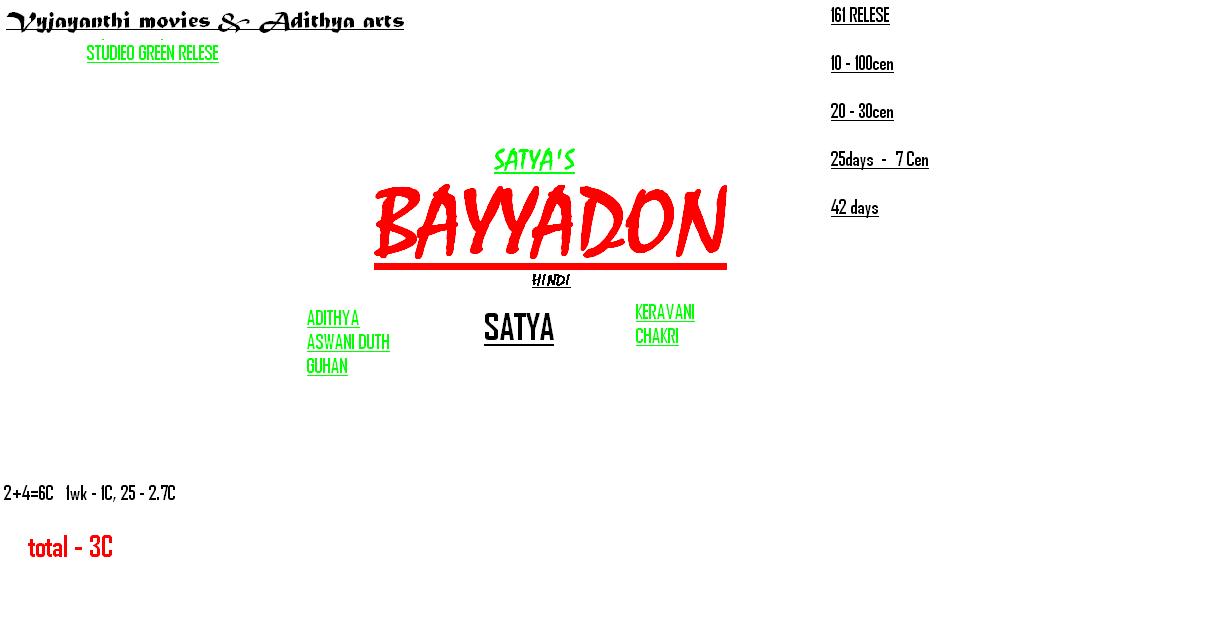 Vyjayanthi movies & Adithya arts
STUDIEO GREEN RELESE
SATYA'S
BAYYADON
HINDI
ADITHYA
ASWANI DUTH
GUHAN
SATYA
KERAVANI
CHAKRI
161 RELESE
10 - 100cen
20 - 30cen
25days - 7 Cen
42 days
2+4=6C 1wk - 1C, 25 - 2.7C
total - 3C